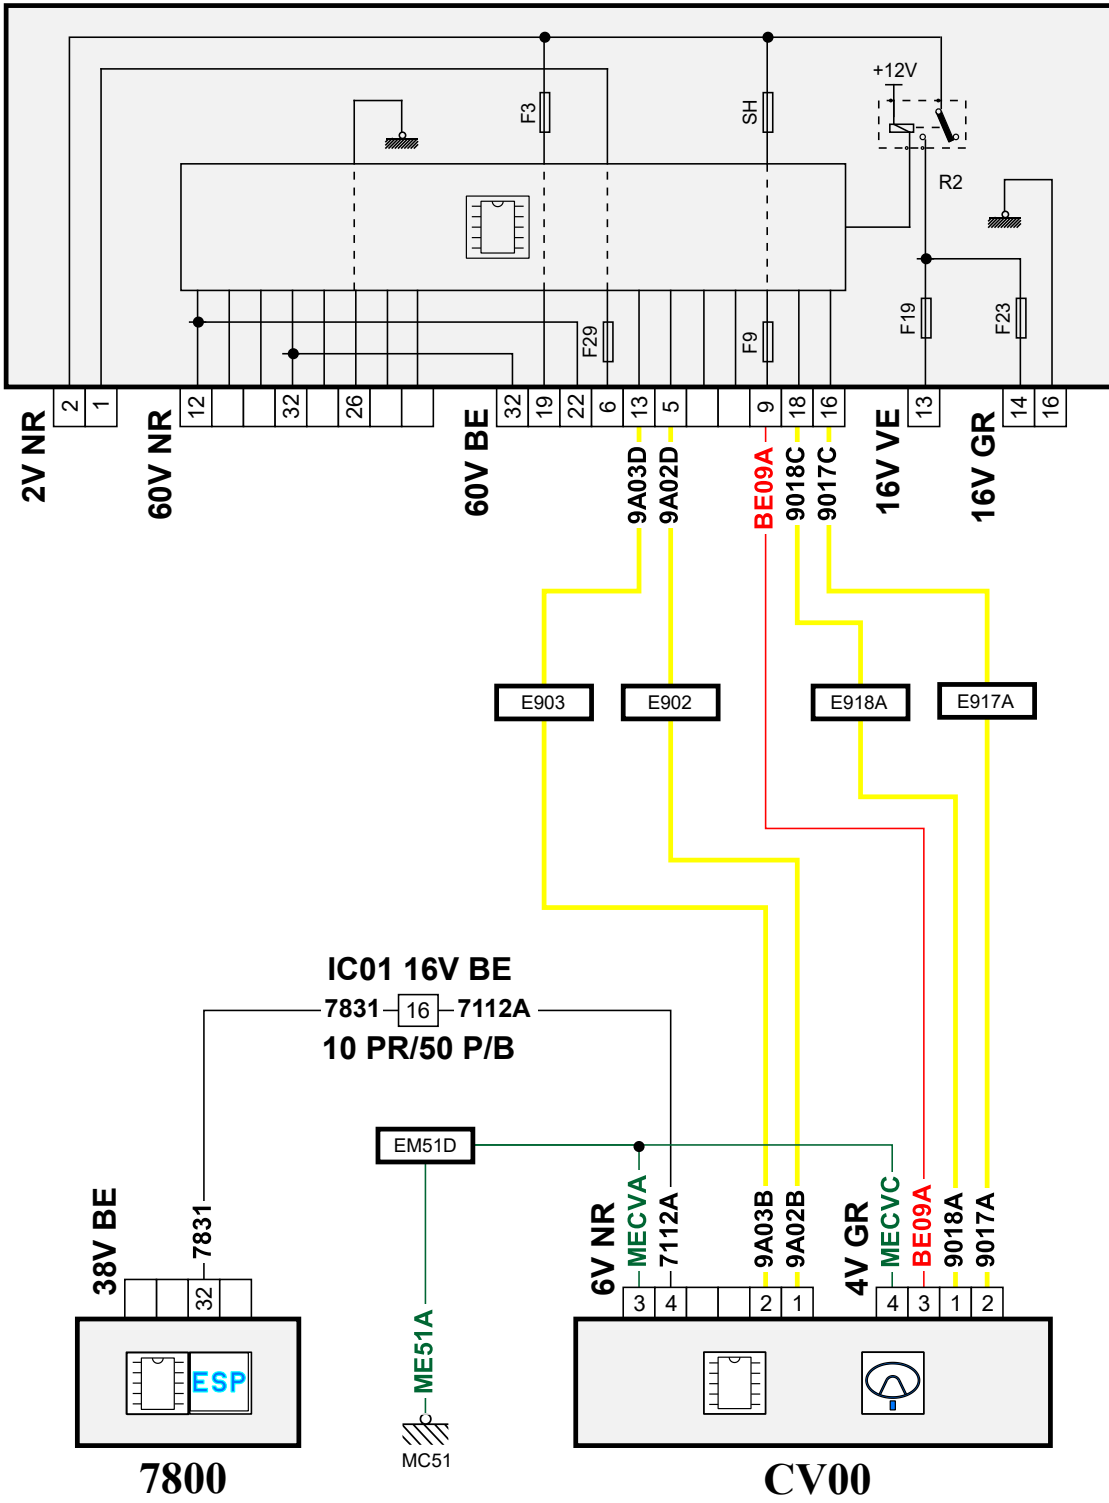 +12V
F3
SH
R2
F29
F9
F19
F23
2V NR
2
1
60V NR
12
32
26
60V BE
32
19
22
6
13
5
9
18
16
16V VE
13
16V GR
14
16
9A03D
9A02D
BE09A
9018C
9017C
E903
E902
E918A
E917A
IC01 16V BE
7831
16
7112A
10 PR/50 P/B
EM51D
38V BE
7831
32
ESP
7800
ME51A
MC51
6V NR
MECVA
7112A
9A03B
9A02B
4V GR
MECVC
BE09A
9018A
9017A
3
4
2
1
4
3
1
2
CV00